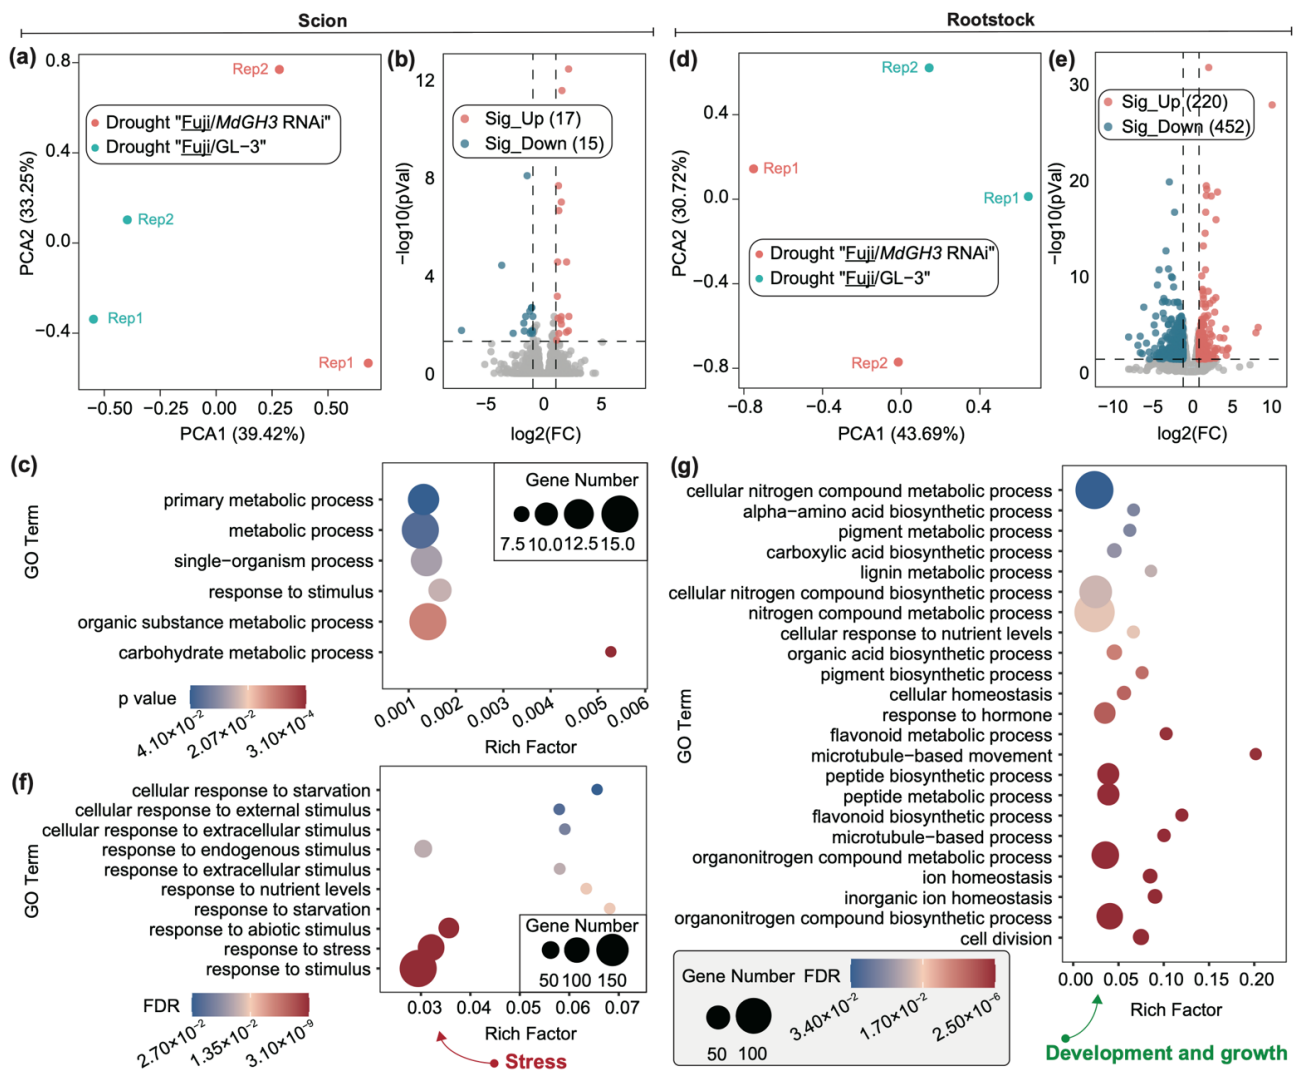 Scion
Rootstock
(a)
0.8
0.4
0.0
−0.4
PCA2 (33.25%)
Rep2
Drought "Fuji/MdGH3 RNAi"
Drought "Fuji/GL−3"
Rep2
Rep1
Rep1
−0.50 −0.25 0.00 0.25 0.50
PCA1 (39.42%)
(b)
12
8
4
0
−log10(pVal)
Sig_Up (17)
Sig_Down (15)
−5 0 5
log2(FC)
(d)
0.4
0.0
−0.4
−0.8
PCA2 (30.72%)
Rep2
Rep1
Rep1
Drought "Fuji/MdGH3 RNAi"
Drought "Fuji/GL−3"
Rep2
−0.8 −0.4 0.0 0.4
PCA1 (43.69%)
(e)
30
20
10
0
−log10(pVal)
Sig_Up (220)
Sig_Down (452)
−10 −5 0 5 10
log2(FC)
(c)
GO Term
primary metabolic process
metabolic process
single−organism process
response to stimulus
organic substance metabolic process
carbohydrate metabolic process
Gene Number
7.5 10.0 12.5 15.0
p value
4.10×10−2 2.07×10−2 3.10×10−4
0.001 0.002 0.003 0.004 0.005 0.006
Rich Factor
(f)
GO Term
cellular response to starvation
cellular response to external stimulus
cellular response to extracellular stimulus
response to endogenous stimulus
response to extracellular stimulus
response to nutrient levels
response to starvation
response to abiotic stimulus
response to stress
response to stimulus
Gene Number
50 100 150
FDR
2.70×10−2 1.35×10−2 3.10×10−9
0.03 0.04 0.05 0.06 0.07
Rich Factor
Stress
(g)
GO Term
cellular nitrogen compound metabolic process
alpha−amino acid biosynthetic process
pigment metabolic process
carboxylic acid biosynthetic process
lignin metabolic process
cellular nitrogen compound biosynthetic process
nitrogen compound metabolic process
cellular response to nutrient levels
organic acid biosynthetic process
pigment biosynthetic process
cellular homeostasis
response to hormone
flavonoid metabolic process
microtubule−based movement
peptide biosynthetic process
peptide metabolic process
flavonoid biosynthetic process
microtubule−based process
organonitrogen compound metabolic process
ion homeostasis
inorganic ion homeostasis
organonitrogen compound biosynthetic process
cell division
Gene Number FDR
50 100
3.40×10−2 1.70×10−2 2.50×10−6
0.00 0.05 0.10 0.15 0.20
Rich Factor
Development and growth